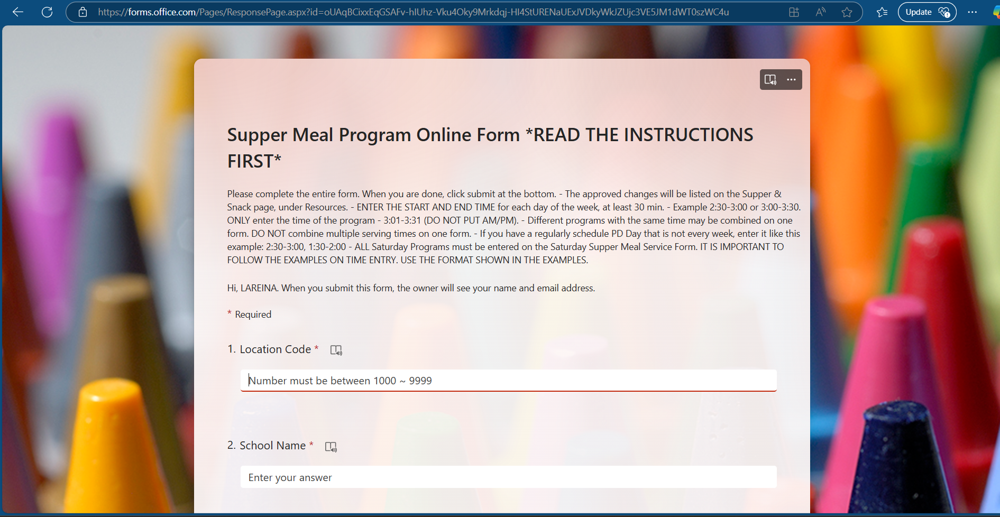 https://forms.office.com/Pages/ResponsePage.aspx?id=oUAqBCixxEqGSAFv-hIUhz-Vku4Oky9Mrkdqj-HI4StURENaUExJVDkyWkJZUjc3VE5JM1dWT0szWC4u
Update
Supper Meal Program Online Form *READ THE INSTRUCTIONS
FIRST*
Please complete the entire form. When you are done, click submit at the bottom. - The approved changes will be listed on the Supper &
Snack page, under Resources. - ENTER THE START AND END TIME for each day of the week, at least 30 min. - Example 2:30-3:00 or 3:00-3:30.
ONLY enter the time of the program - 3:01-3:31 (DO NOT PUT AM/PM). - Different programs with the same time may be combined on one
form. DO NOT combine multiple serving times on one form. - If you have a regularly schedule PD Day that is not every week, enter it like this
example: 2:30-3:00, 1:30-2:00 - ALL Saturday Programs must be entered on the Saturday Supper Meal Service Form. IT IS IMPORTANT TO
FOLLOW THE EXAMPLES ON TIME ENTRY. USE THE FORMAT SHOWN IN THE EXAMPLES.
Hi, LAREINA. When you submit this form, the owner will see your name and email address.
* Required
1. Location Code *
Number must be between 1000 ~ 9999
2. School Name *
Enter your answer